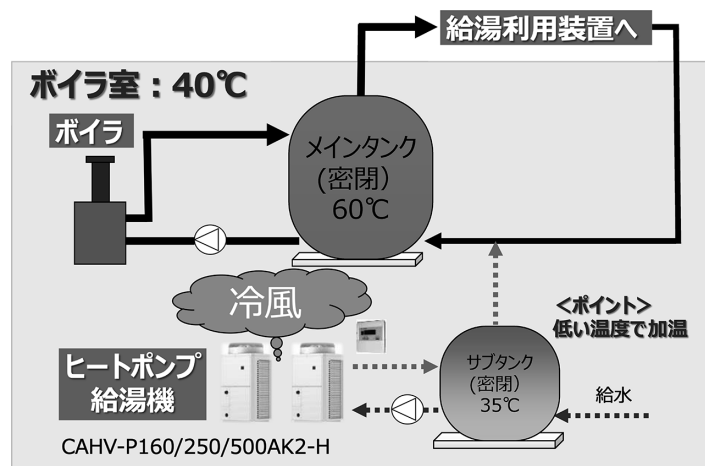 給湯利用装置へ
ボイラ室：40℃
ボイラ
メインタンク
(密閉）
60℃
冷風
<ポイント>
低い温度で加温
ヒートポンプ
給湯機
サブタンク
(密閉）
35℃
給水
CAHV-P160/250/500AK2-H